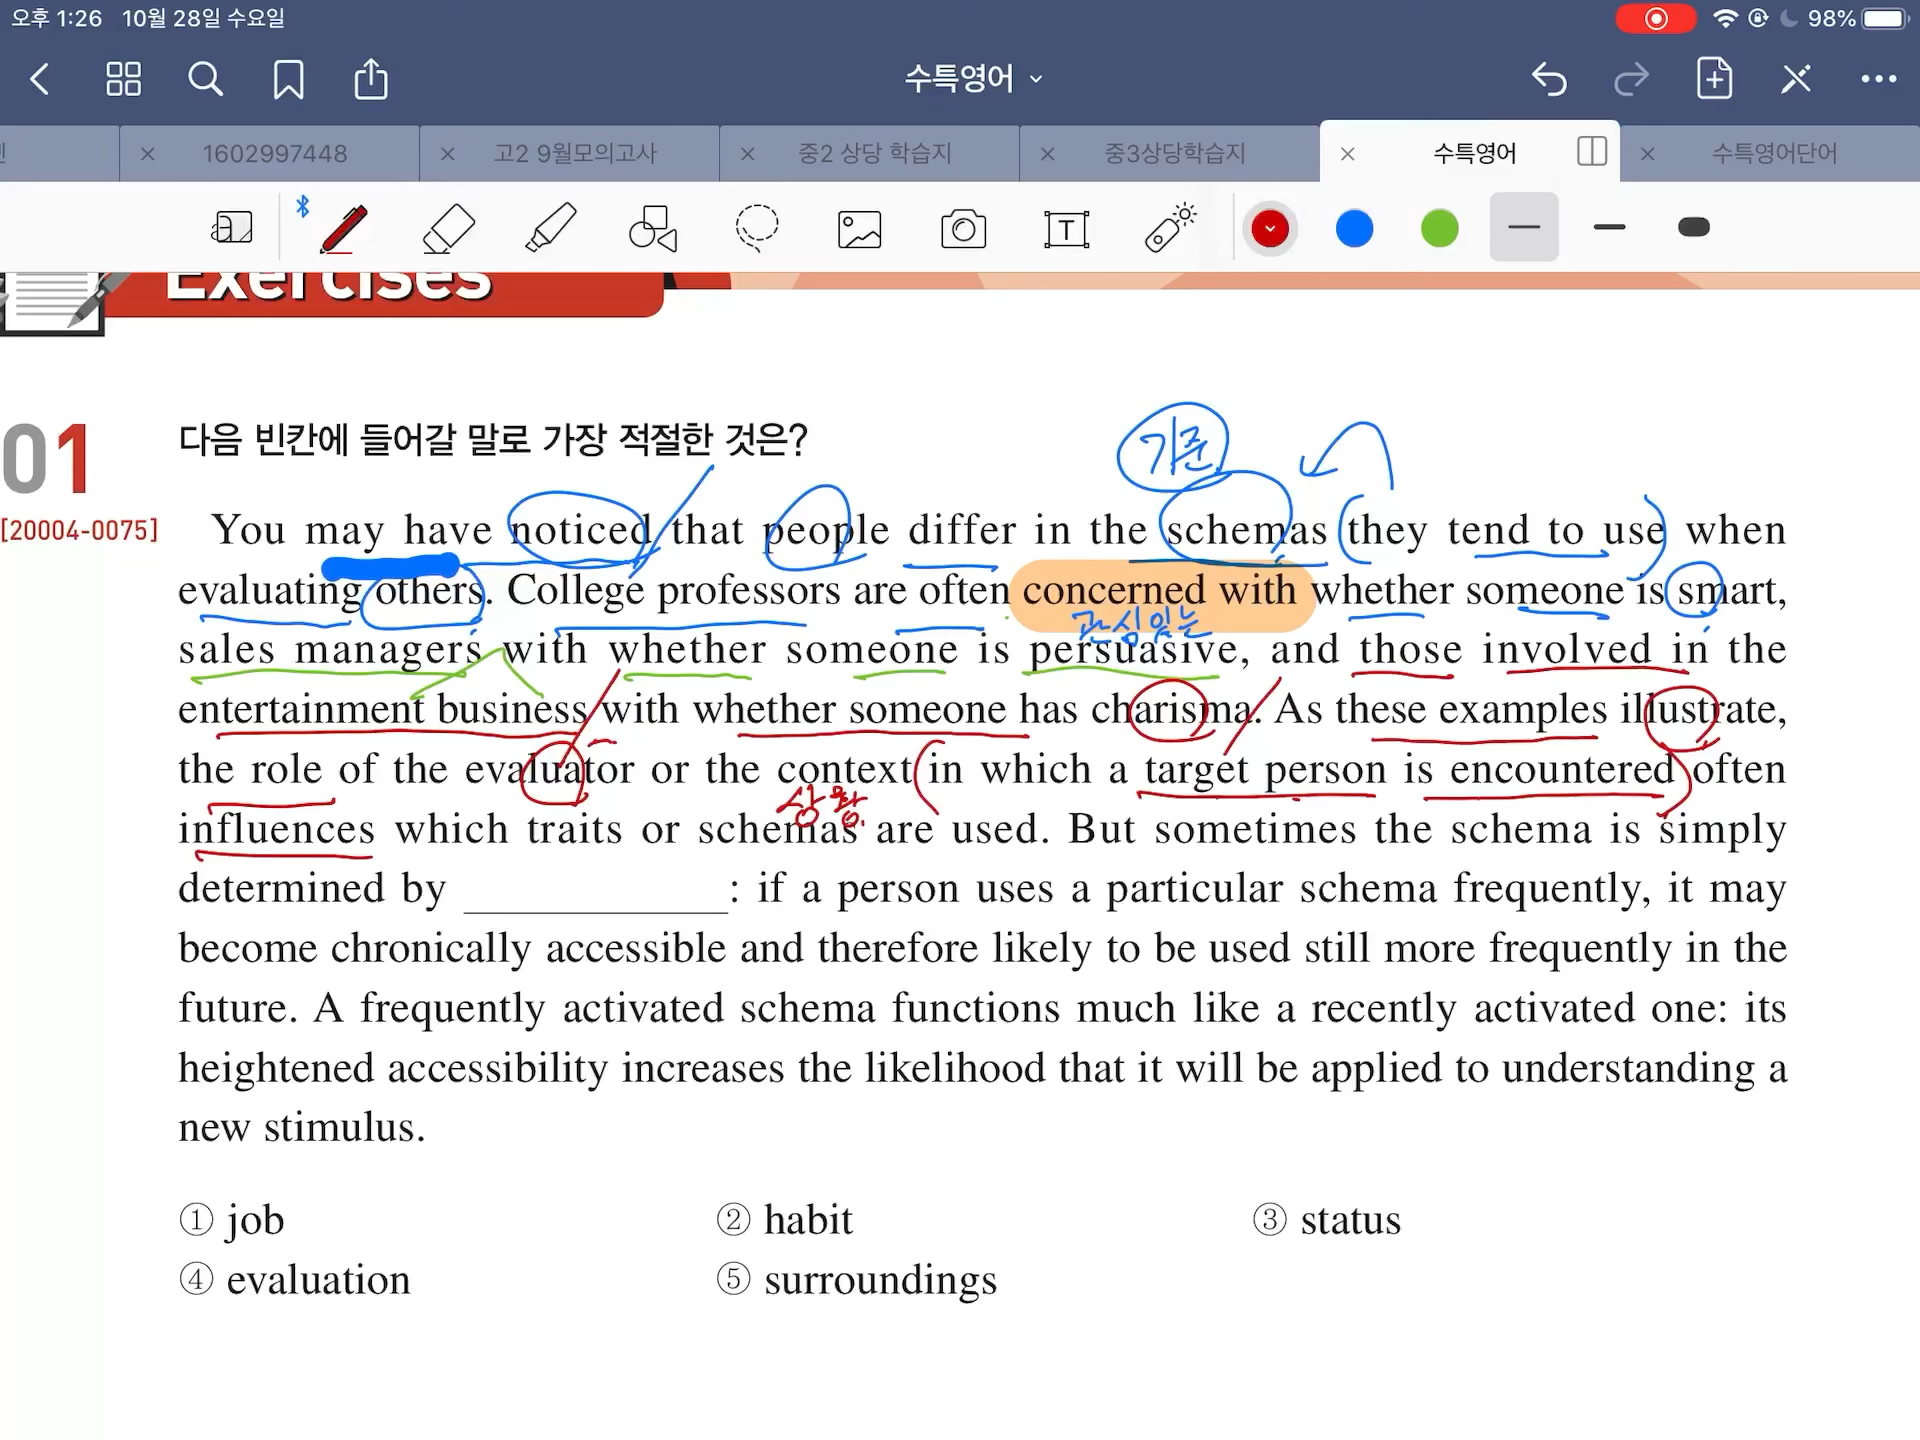 오후 1:26 10월 28일 수요일 98%
수특영어
1602997448 고2 9월모의고사 중2 상당 학습지 중3상당학습지 수특영어 수특영어단어
Exercises
01 다음 빈칸에 들어갈 말로 가장 적절한 것은?
기준
[20004-0075] You may have noticed that people differ in the schemas they tend to use when
evaluating others. College professors are often concerned with whether someone is smart,
관심있는
sales managers with whether someone is persuasive, and those involved in the
entertainment business with whether someone has charisma. As these examples illustrate,
the role of the evaluator or the context in which a target person is encountered often
상황.
influences which traits or schemas are used. But sometimes the schema is simply
determined by ____________: if a person uses a particular schema frequently, it may
become chronically accessible and therefore likely to be used still more frequently in the
future. A frequently activated schema functions much like a recently activated one: its
heightened accessibility increases the likelihood that it will be applied to understanding a
new stimulus.
① job ② habit ③ status
④ evaluation ⑤ surroundings